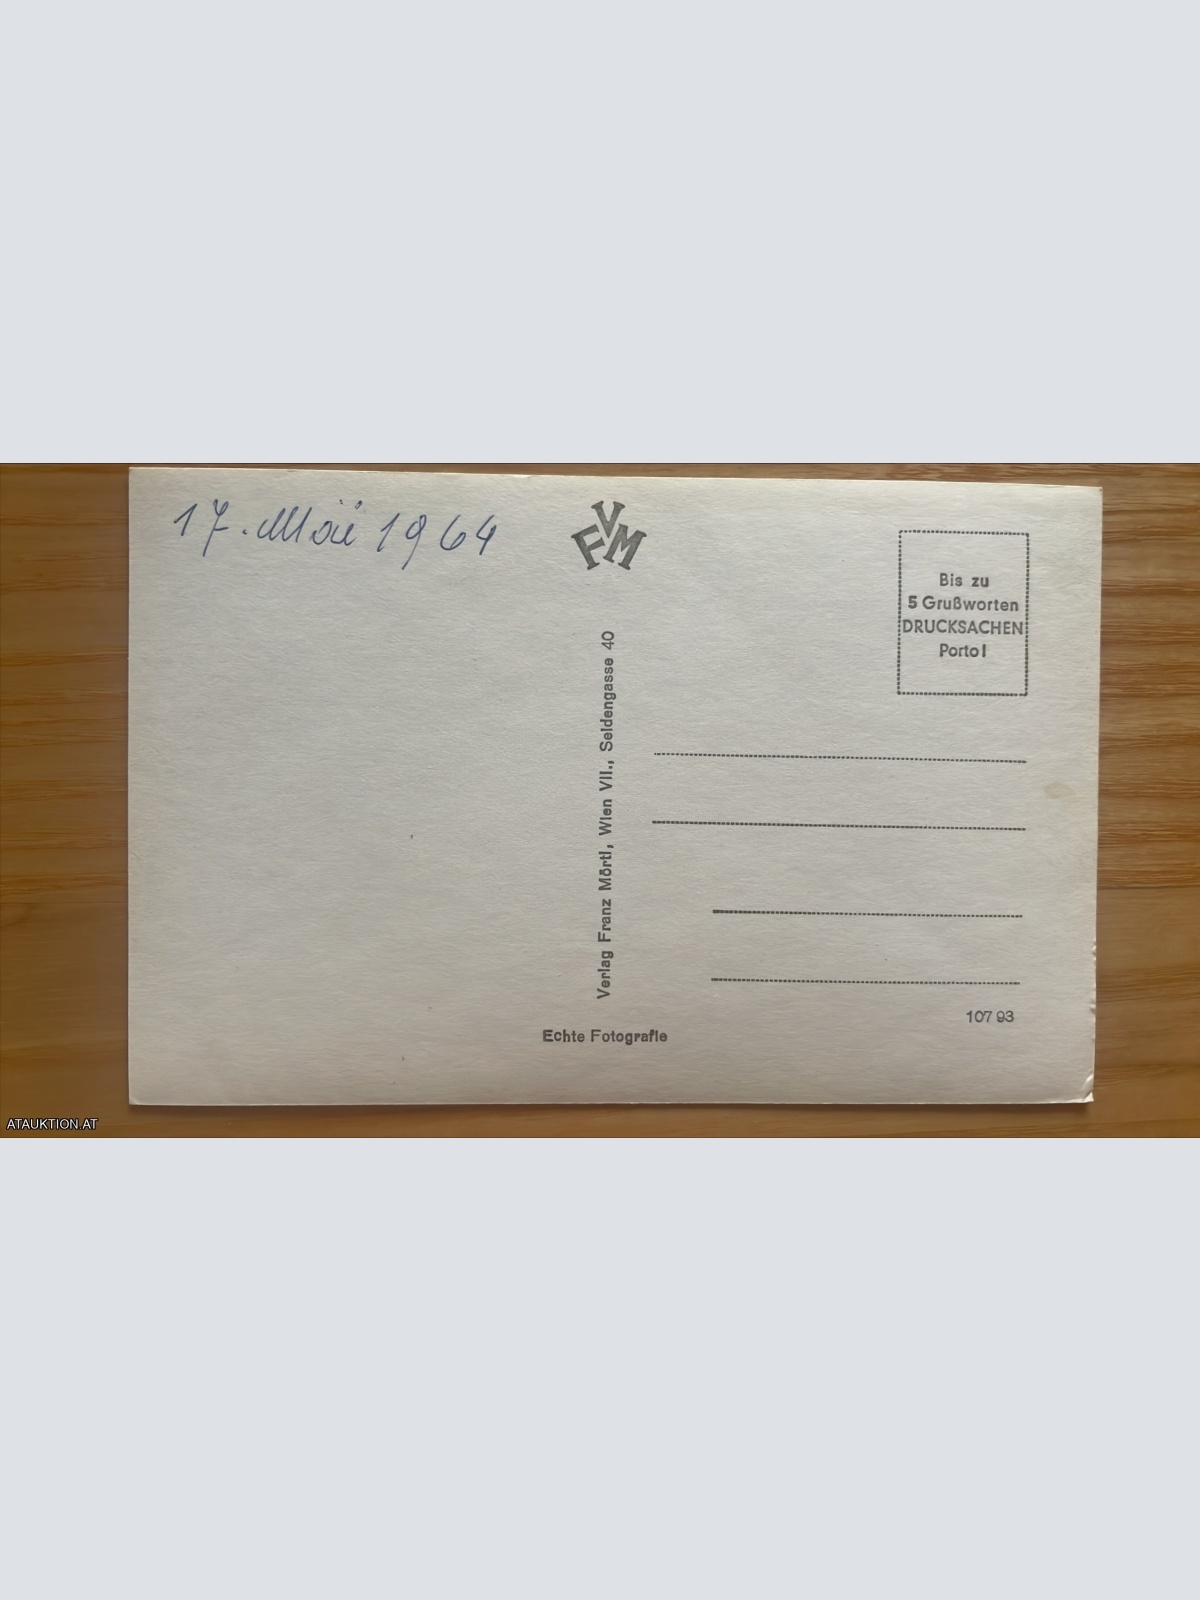 17. Mai 1964
FVM
Bis zu
5 Grußworten
DRUCKSACHEN
Porto!
Verlag Franz Mörtl, Wien VII., Seidengasse 40
107 93
Echte Fotografie
ATAUKTION.AT